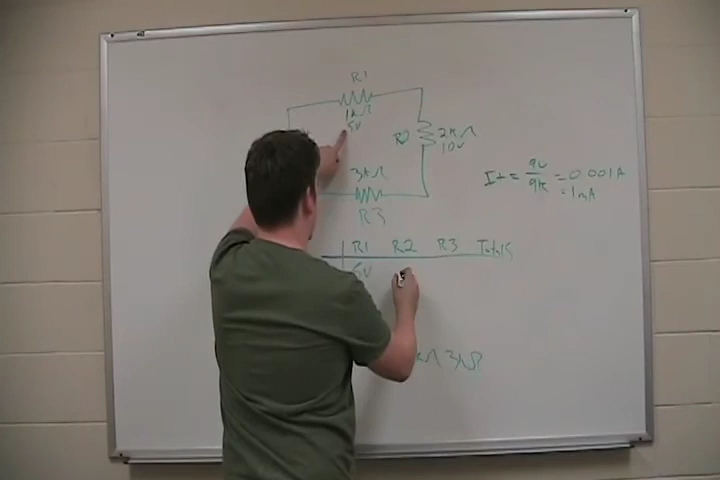 R1
1kΩ
5V
R2 2kΩ
10V
3kΩ
R3
It = 9V / 9K = 0.001A
= 1mA
R1 R2 R3 Totals
5V
kΩ 3kΩ